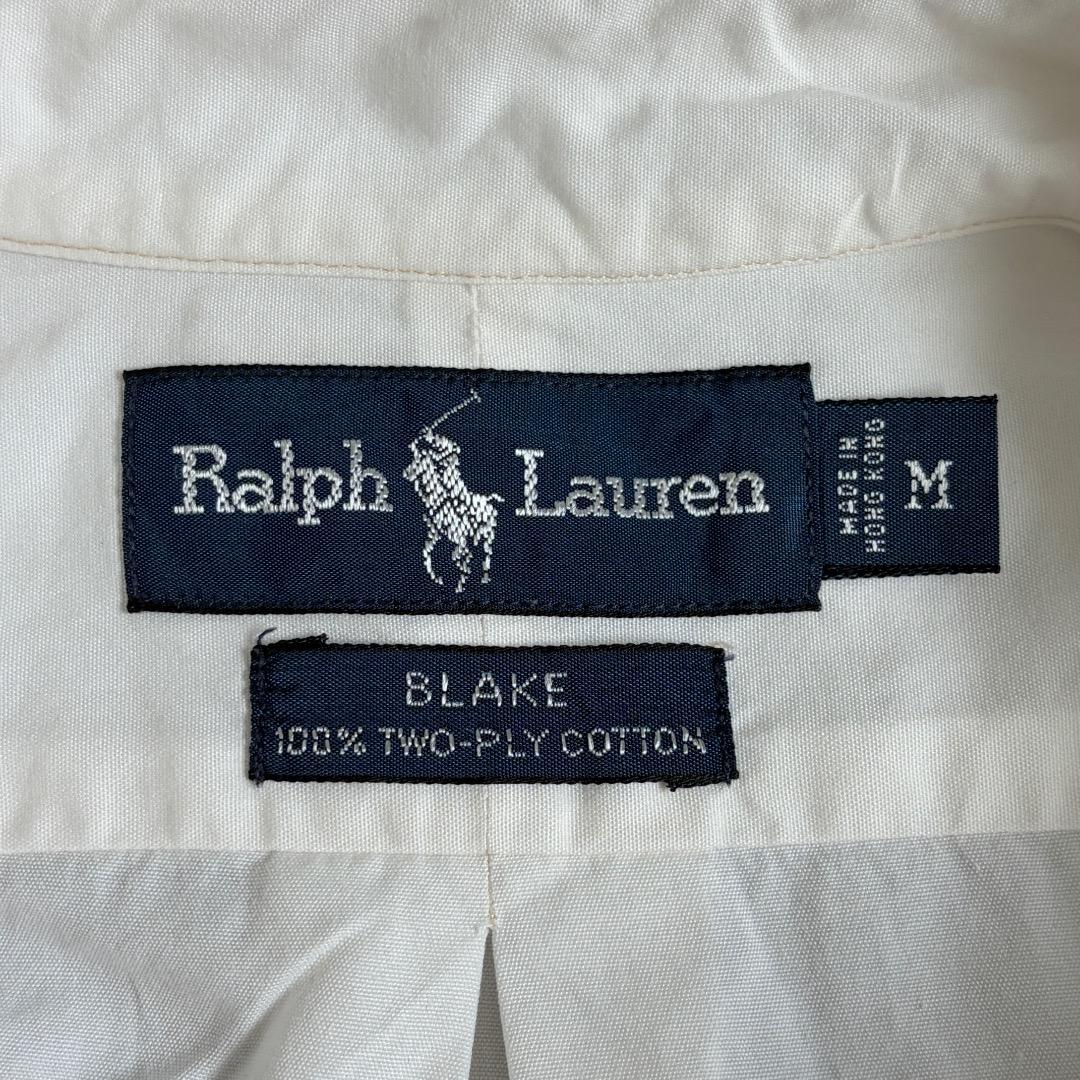 Ralph Lauren
MADE IN
HONG KONG
M
BLAKE
100% TWO-PLY COTTON